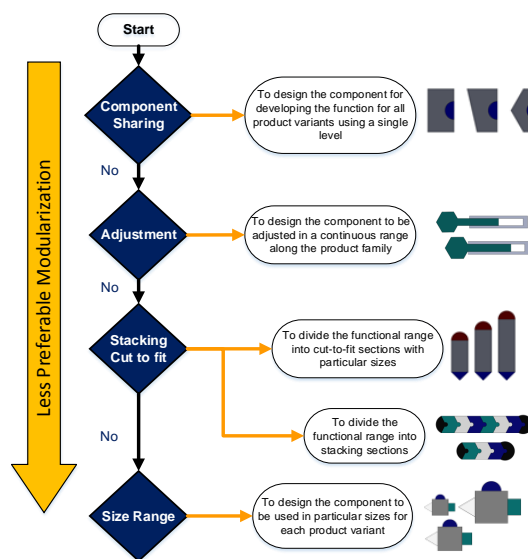 Start
Component
Sharing
To design the component for
developing the function for all
product variants using a single
level
No
Adjustment
To design the component to be
adjusted in a continuous range
along the product family
No
Stacking
Cut to fit
To divide the functional range
into cut-to-fit sections with
particular sizes
To divide the
functional range into
stacking sections
No
Size Range
To design the component to
be used in particular sizes for
each product variant
Less Preferable Modularization